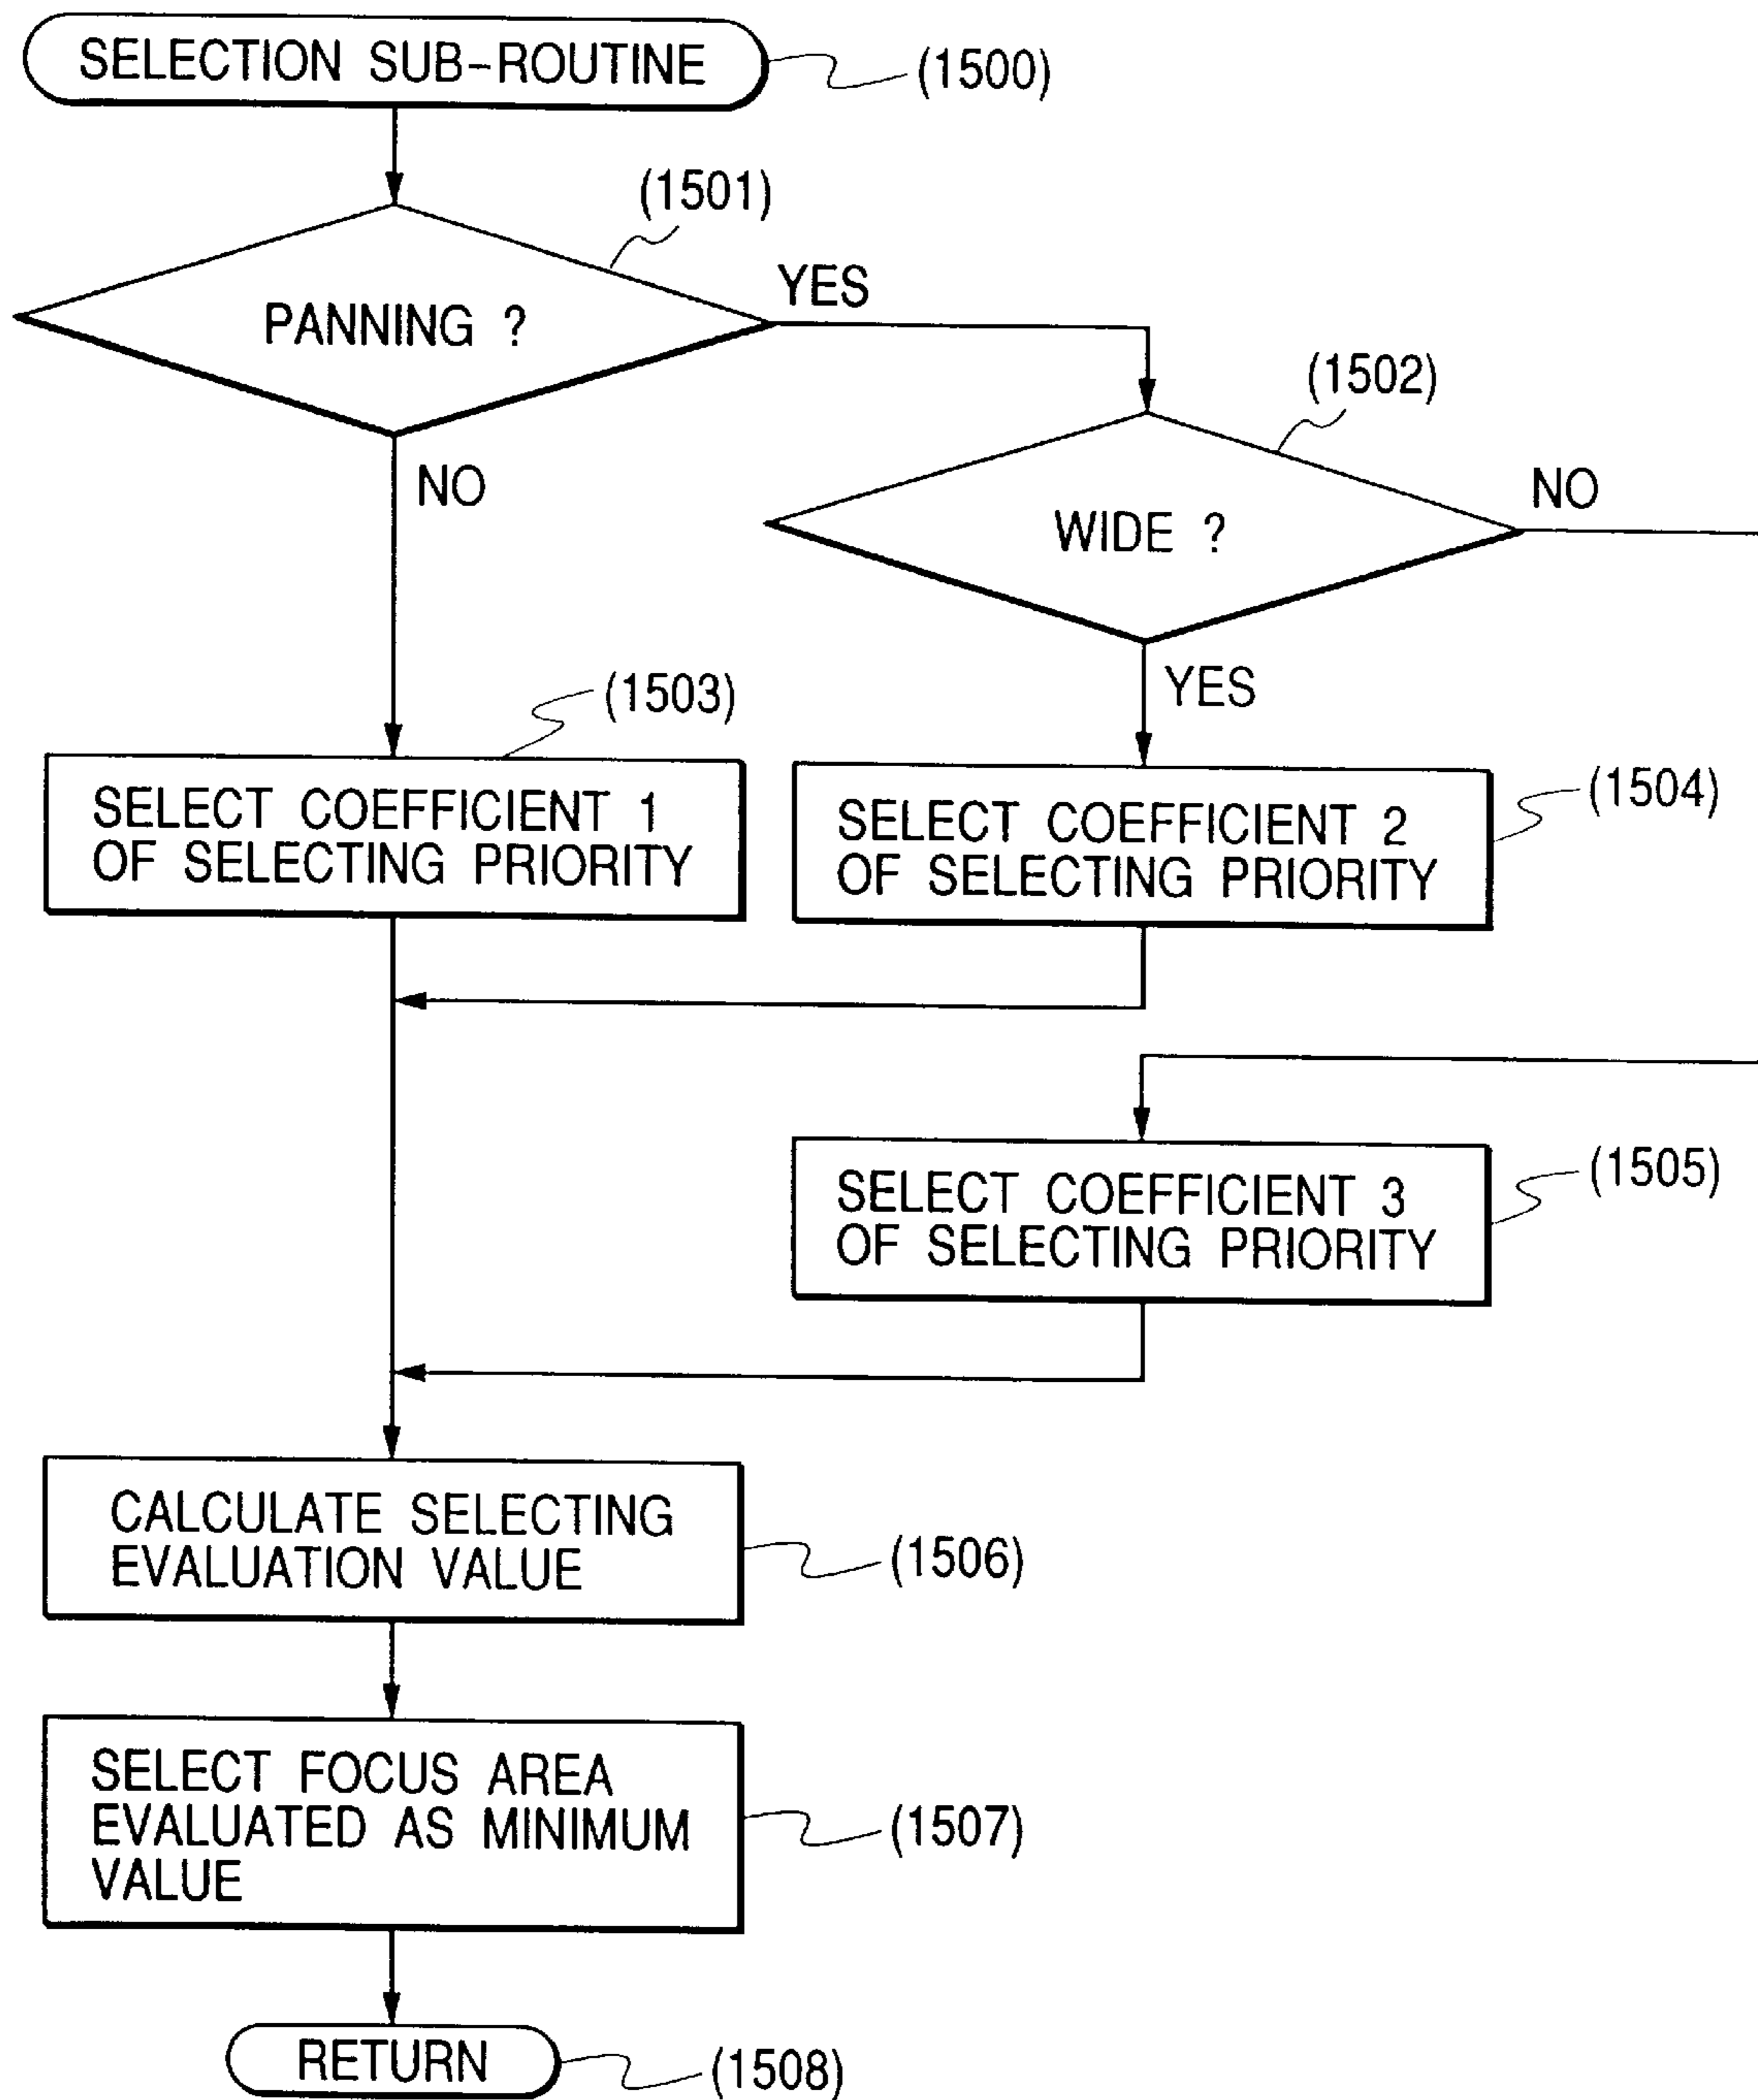 SELECTION SUB-ROUTINE
(1500)
(1501)
PANNING ?
YES
NO
(1502)
WIDE ?
NO
YES
(1503)
SELECT COEFFICIENT 1
OF SELECTING PRIORITY
(1504)
SELECT COEFFICIENT 2
OF SELECTING PRIORITY
(1505)
SELECT COEFFICIENT 3
OF SELECTING PRIORITY
CALCULATE SELECTING
EVALUATION VALUE
(1506)
SELECT FOCUS AREA
EVALUATED AS MINIMUM
VALUE
(1507)
RETURN
(1508)